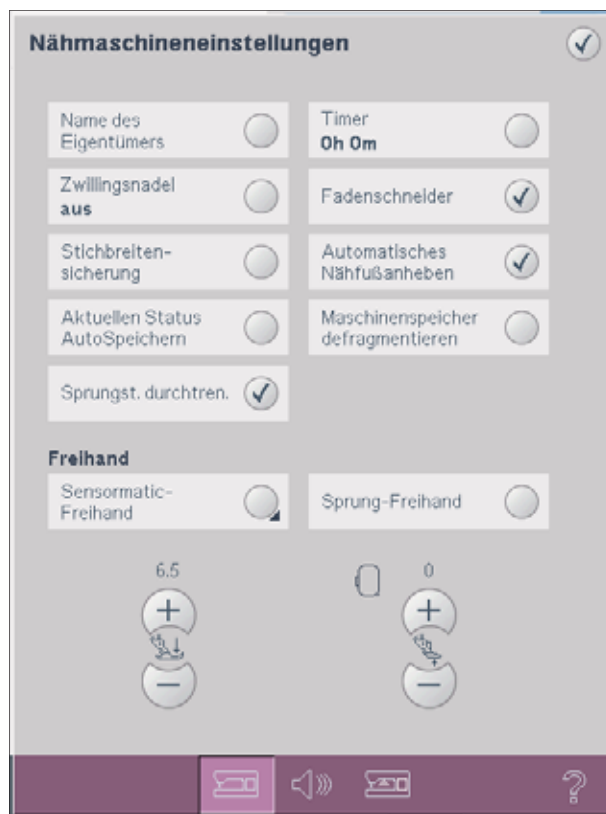 Nähmaschineneinstellungen
Name des
Eigentümers
Timer
0h 0m
Zwillingsnadel
aus
Fadenschneider
Stichbreiten-
sicherung
Automatisches
Nähfußanheben
Aktuellen Status
AutoSpeichern
Maschinenspeicher
defragmentieren
Sprungst. durchtren.
Freihand
Sensormatic-
Freihand
Sprung-Freihand
6.5
0
+
+
−
−
?